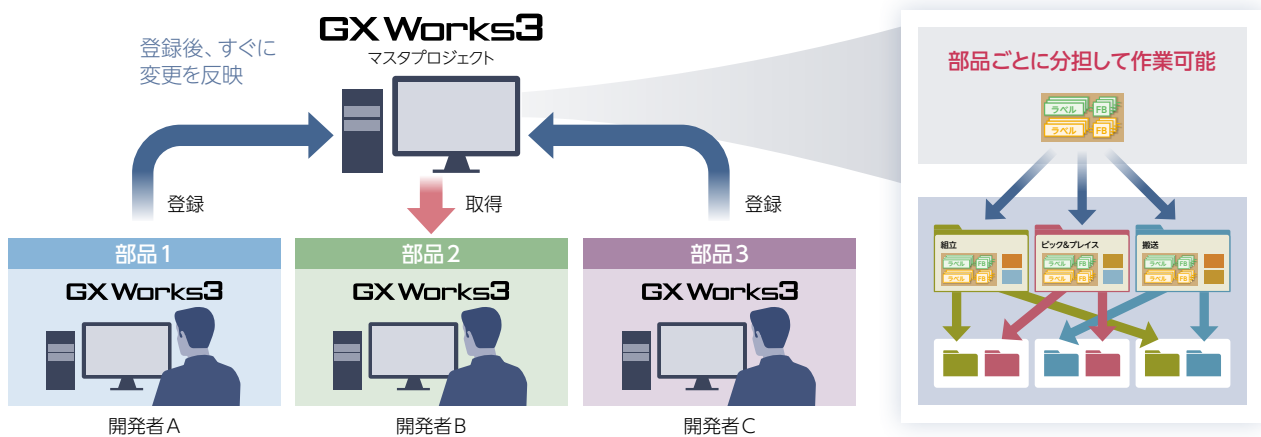 GX Works3
マスタプロジェクト
登録後、すぐに
変更を反映
登録
取得
登録
部品1
GX Works3
開発者A
部品2
GX Works3
開発者B
部品3
GX Works3
開発者C
部品ごとに分担して作業可能
ラベル FB
ラベル FB
組立
ラベル FB
ラベル FB
ピック&プレイス
ラベル FB
ラベル FB
搬送
ラベル FB
ラベル FB